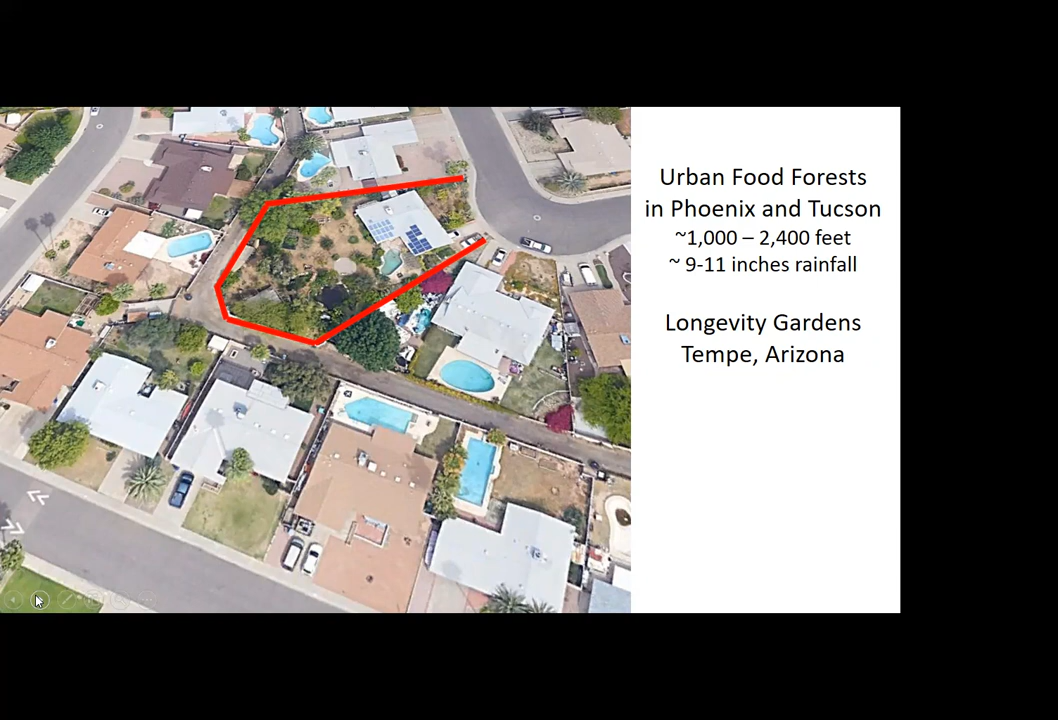 Urban Food Forests
in Phoenix and Tucson
~1,000 – 2,400 feet
~ 9-11 inches rainfall
Longevity Gardens
Tempe, Arizona